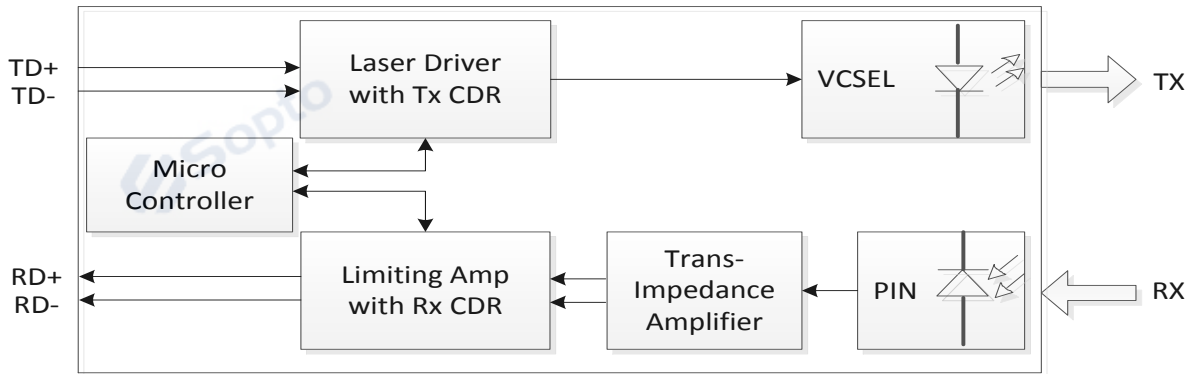 TD+
TD-
Laser Driver
with Tx CDR
VCSEL
TX
Sopto
Micro
Controller
RD+
RD-
Limiting Amp
with Rx CDR
Trans-
Impedance
Amplifier
PIN
RX